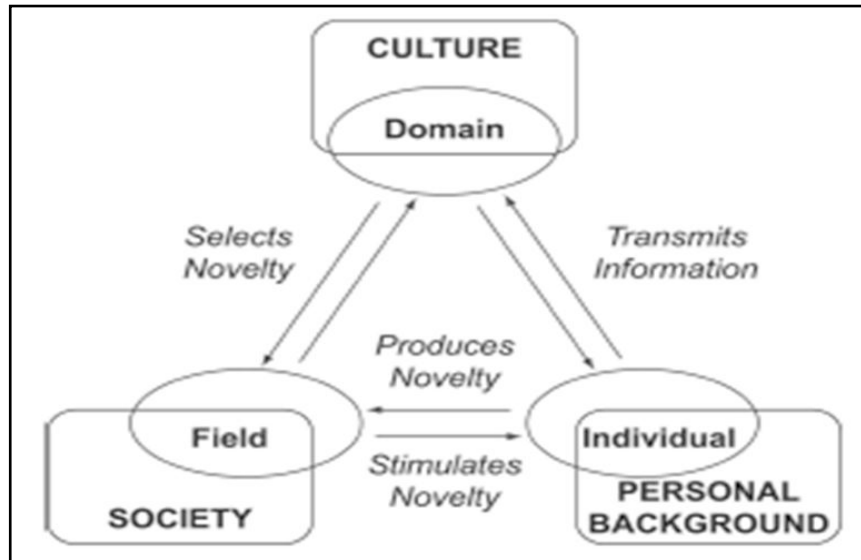 CULTURE
Domain
Selects
Novelty
Transmits
Information
Produces
Novelty
Field
Individual
Stimulates
Novelty
SOCIETY
PERSONAL
BACKGROUND